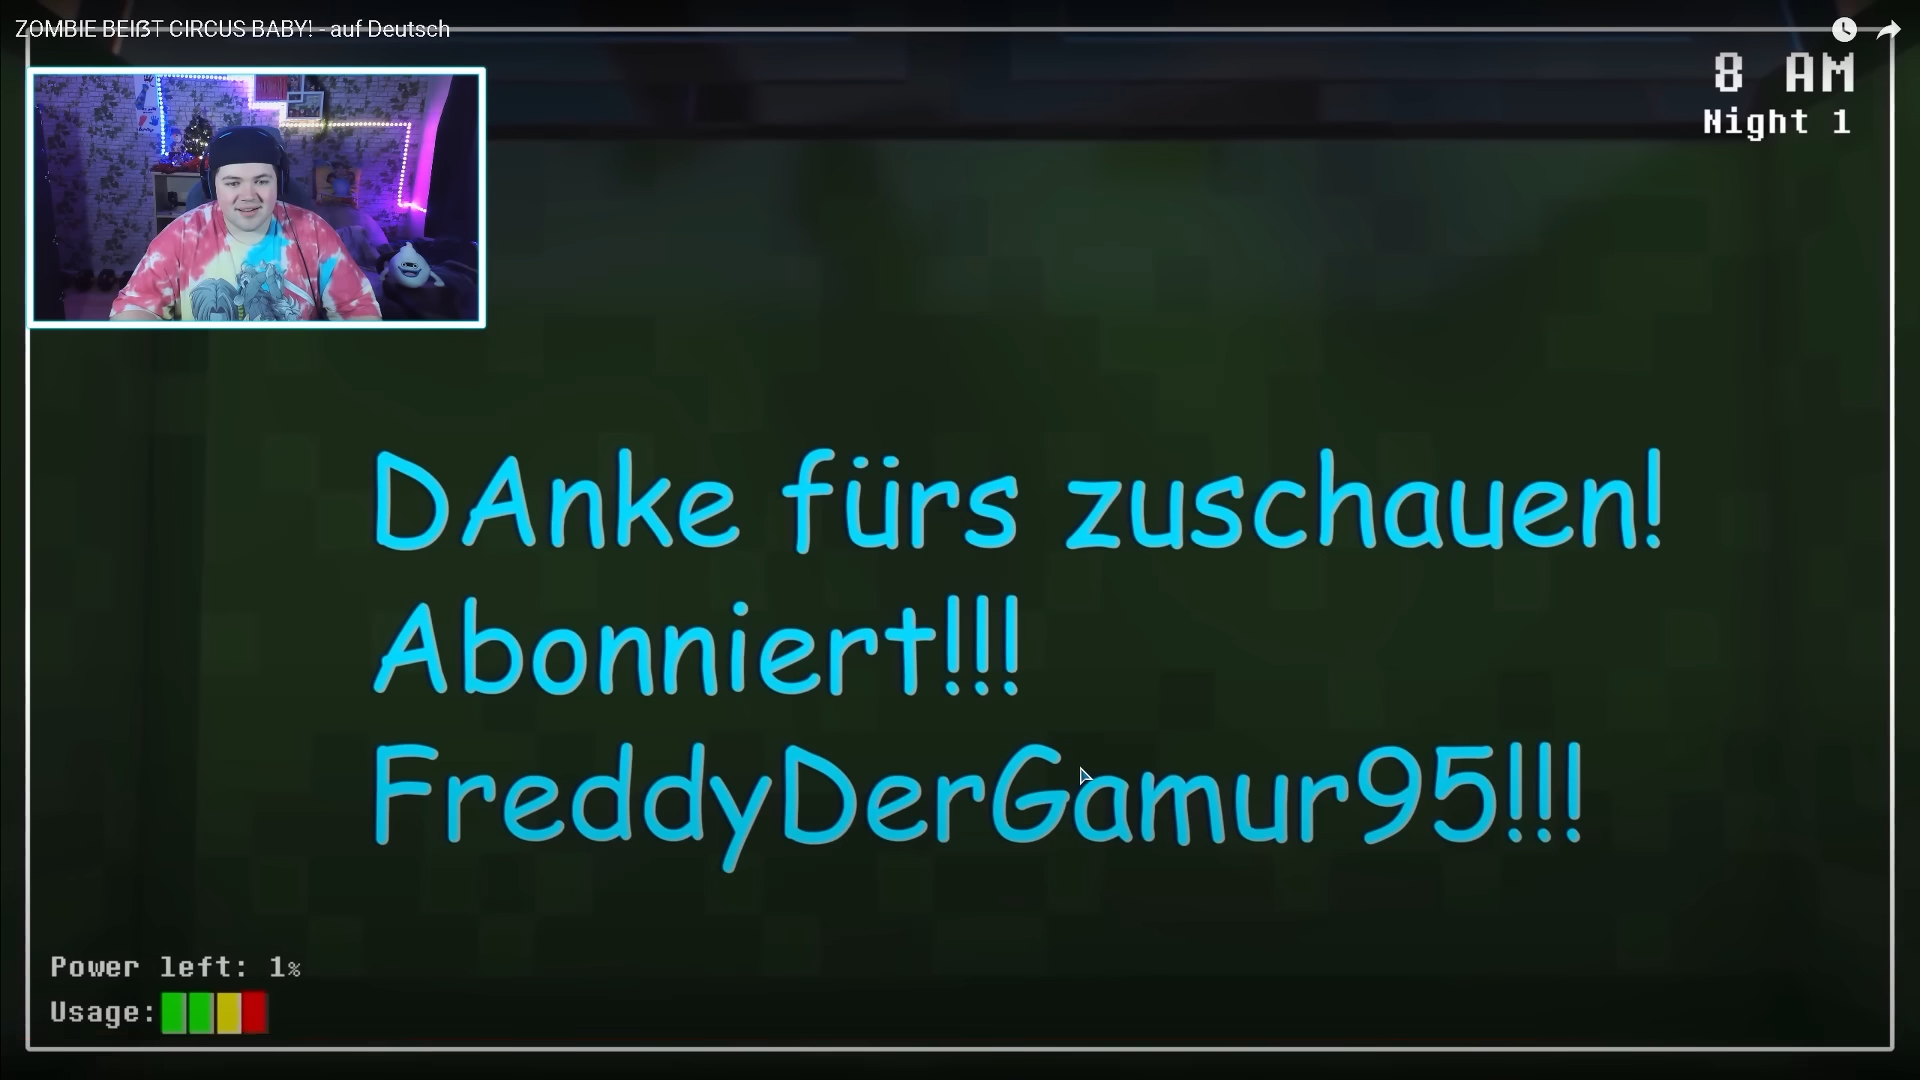 ZOMBIE BEIẞT CIRCUS BABY! - auf Deutsch
8 AM
Night 1
DAnke fürs zuschauen!
Abonniert!!!
FreddyDerGamur95!!!
Power left: 1%
Usage: